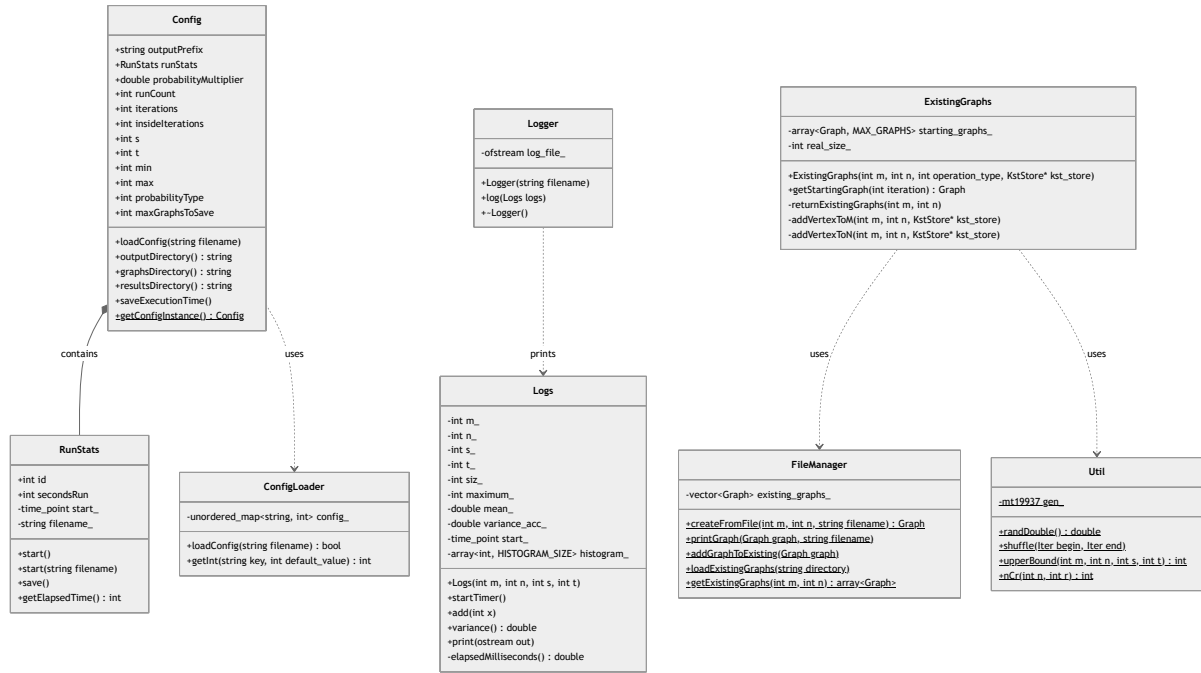 Config
+string outputPrefix
+RunStats runStats
+double probabilityMultiplier
+int runCount
+int iterations
+int insideIterations
+int s
+int t
+int min
+int max
+int probabilityType
+int maxGraphsToSave
+loadConfig(string filename)
+outputDirectory() : string
+graphsDirectory() : string
+resultsDirectory() : string
+saveExecutionTime()
+getConfigInstance() : Config
contains
uses
RunStats
+int id
+int secondsRun
-time_point start_
-string filename_
+start()
+start(string filename)
+save()
+getElapsedTime() : int
ConfigLoader
-unordered_map<string, int> config_
+loadConfig(string filename) : bool
+getInt(string key, int default_value) : int
Logger
-ofstream log_file_
+Logger(string filename)
+log(Logs logs)
+~Logger()
prints
Logs
-int m_
-int n_
-int s_
-int t_
-int siz_
-int maximum_
-double mean_
-double variance_acc_
-time_point start_
-array<int, HISTOGRAM_SIZE> histogram_
+Logs(int m, int n, int s, int t)
+startTimer()
+add(int x)
+variance() : double
+print(ostream out)
-elapsedMilliseconds() : double
ExistingGraphs
-array<Graph, MAX_GRAPHS> starting_graphs_
-int real_size_
+ExistingGraphs(int m, int n, int operation_type, KstStore* kst_store)
+getStartingGraph(int iteration) : Graph
-returnExistingGraphs(int m, int n)
-addVertexToM(int m, int n, KstStore* kst_store)
-addVertexToN(int m, int n, KstStore* kst_store)
uses
uses
FileManager
-vector<Graph> existing_graphs_
+createFromFile(int m, int n, string filename) : Graph
+printGraph(Graph graph, string filename)
+addGraphToExisting(Graph graph)
+loadExistingGraphs(string directory)
+getExistingGraphs(int m, int n) : array<Graph>
Util
-mt19937 gen_
+randDouble() : double
+shuffle(Iter begin, Iter end)
+upperBound(int m, int n, int s, int t) : int
+nCr(int n, int r) : int